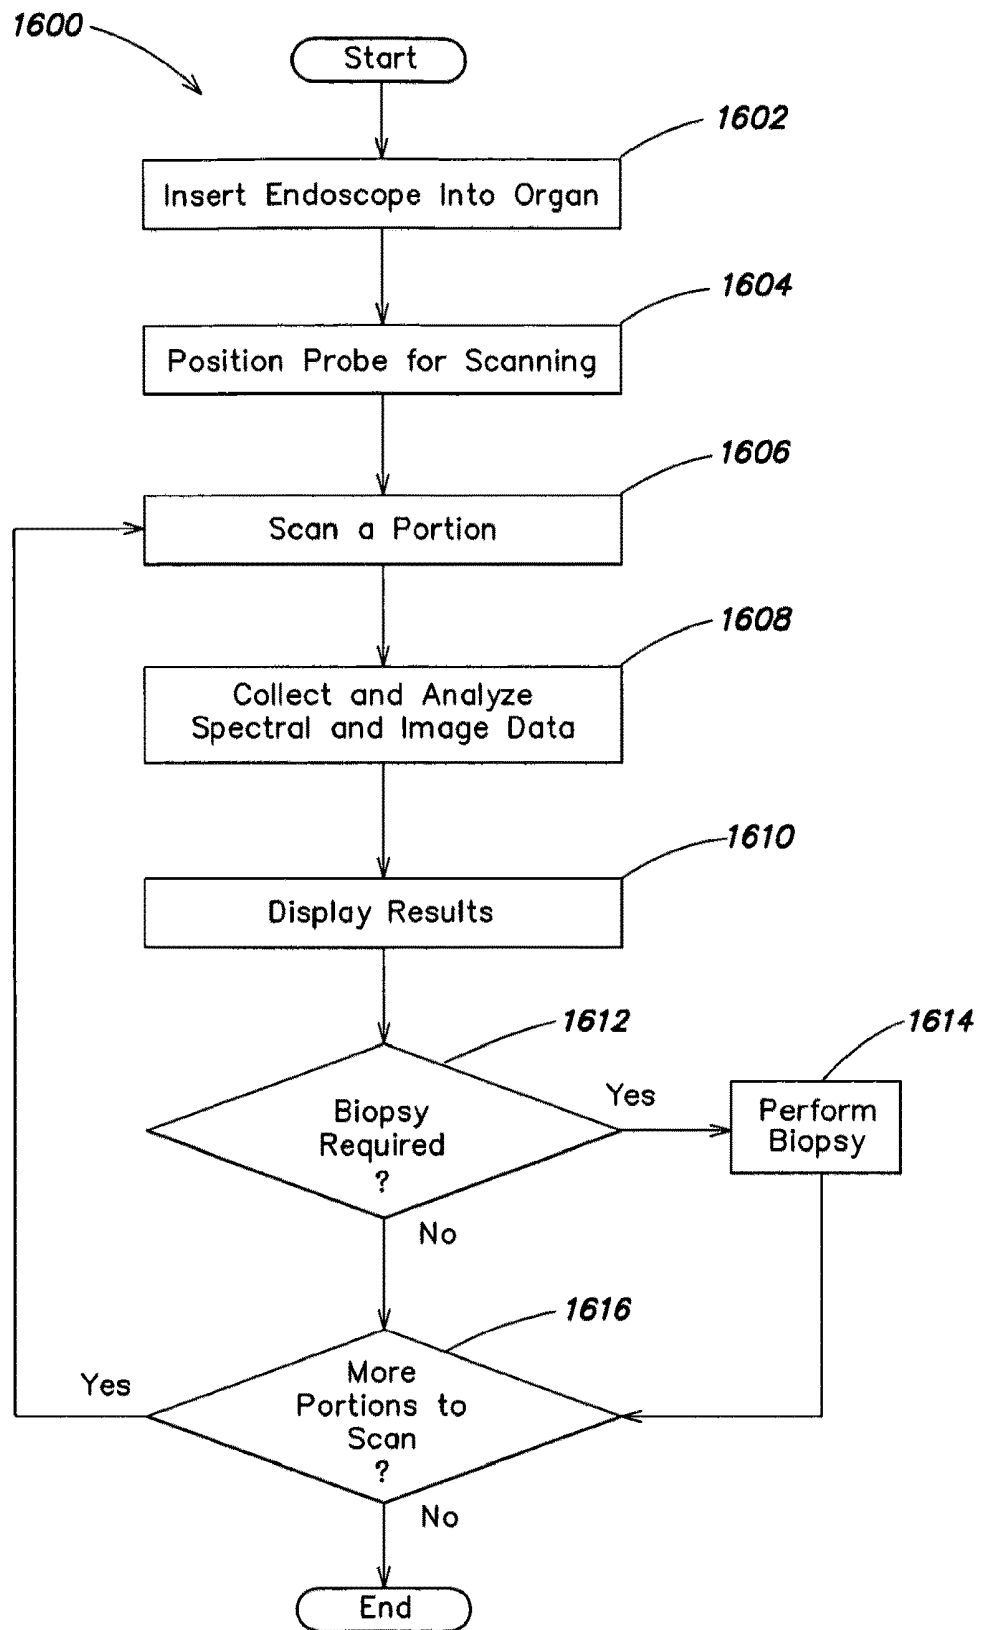 1600
Start
1602
Insert Endoscope Into Organ
1604
Position Probe for Scanning
1606
Scan a Portion
1608
Collect and Analyze
Spectral and Image Data
1610
Display Results
1612
1614
Biopsy
Required
?
Yes
Perform
Biopsy
No
1616
Yes
More
Portions to
Scan
?
No
End